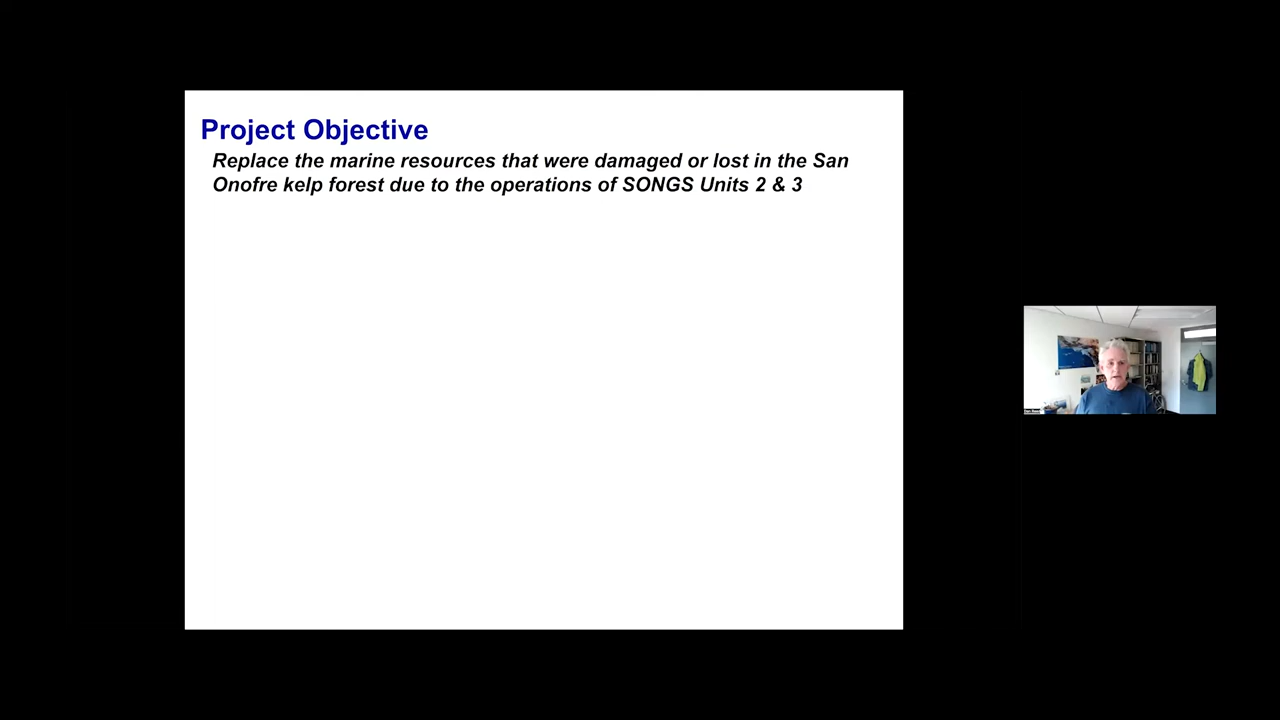 Project Objective
Replace the marine resources that were damaged or lost in the San
Onofre kelp forest due to the operations of SONGS Units 2 & 3